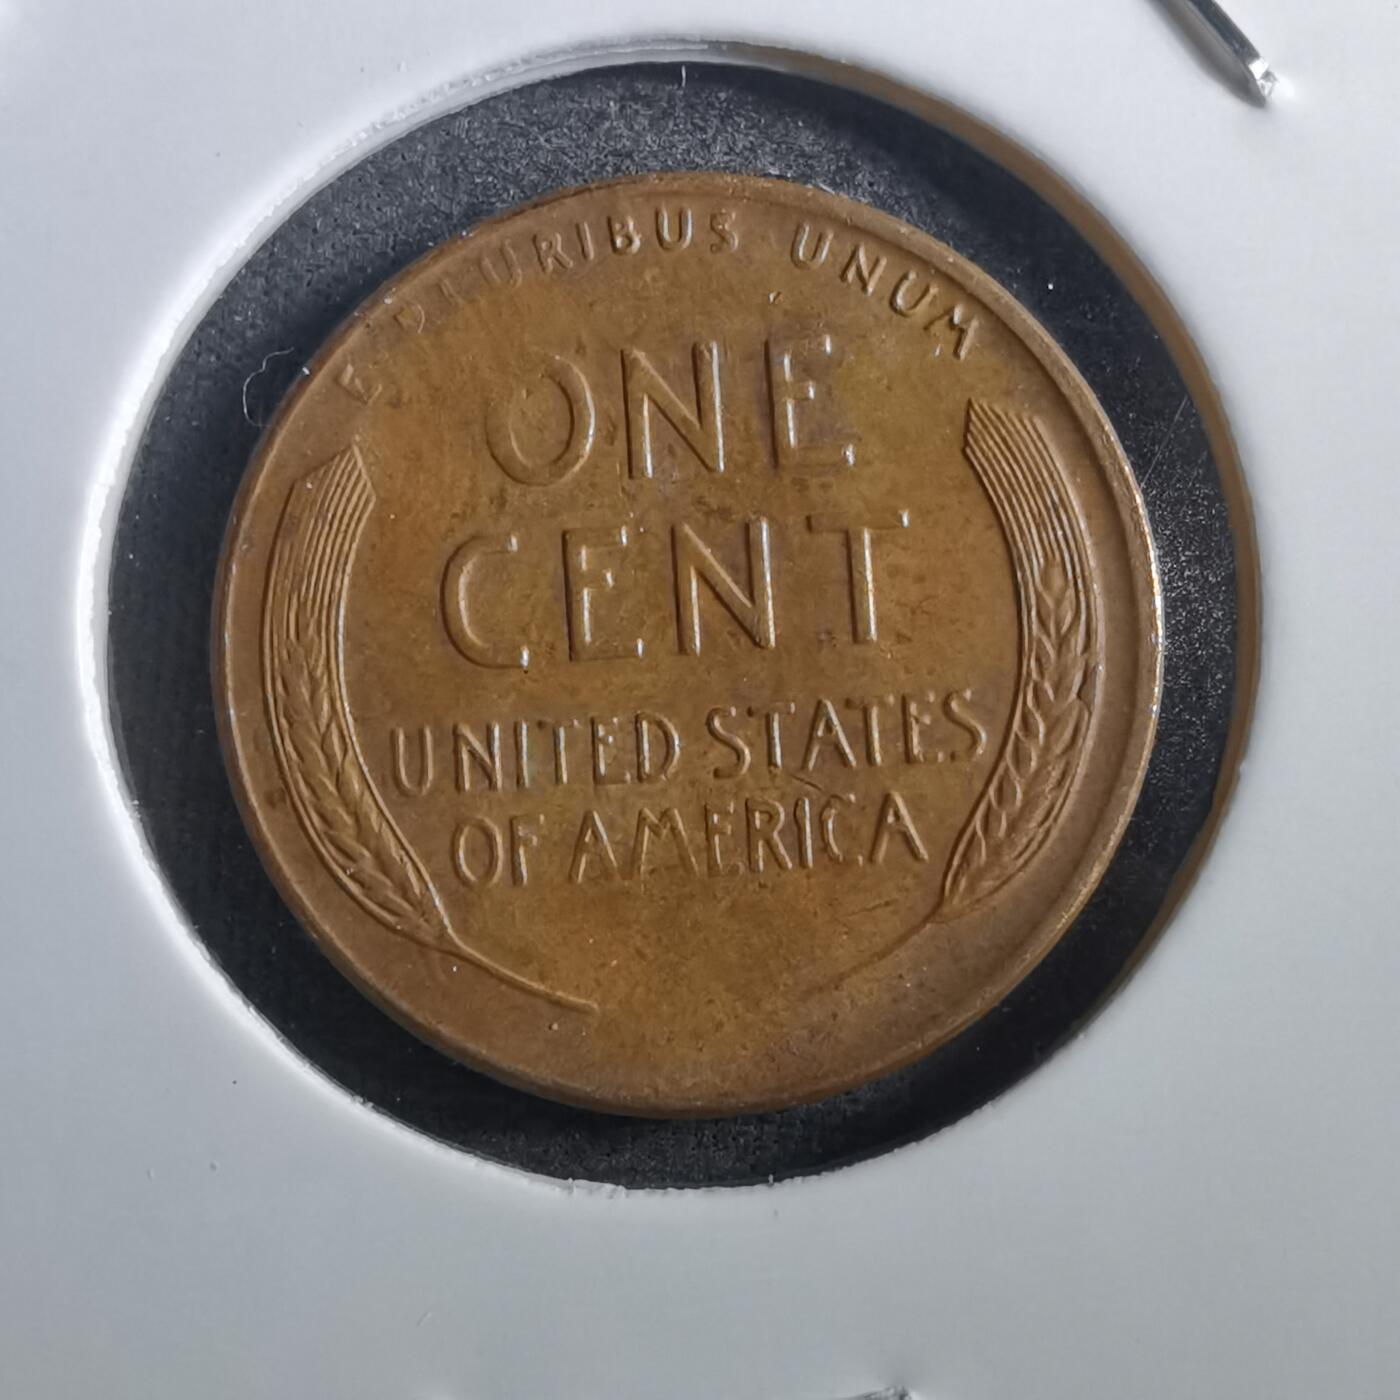 E PLURIBUS UNUM
ONE
CENT
UNITED STATES
OF AMERICA